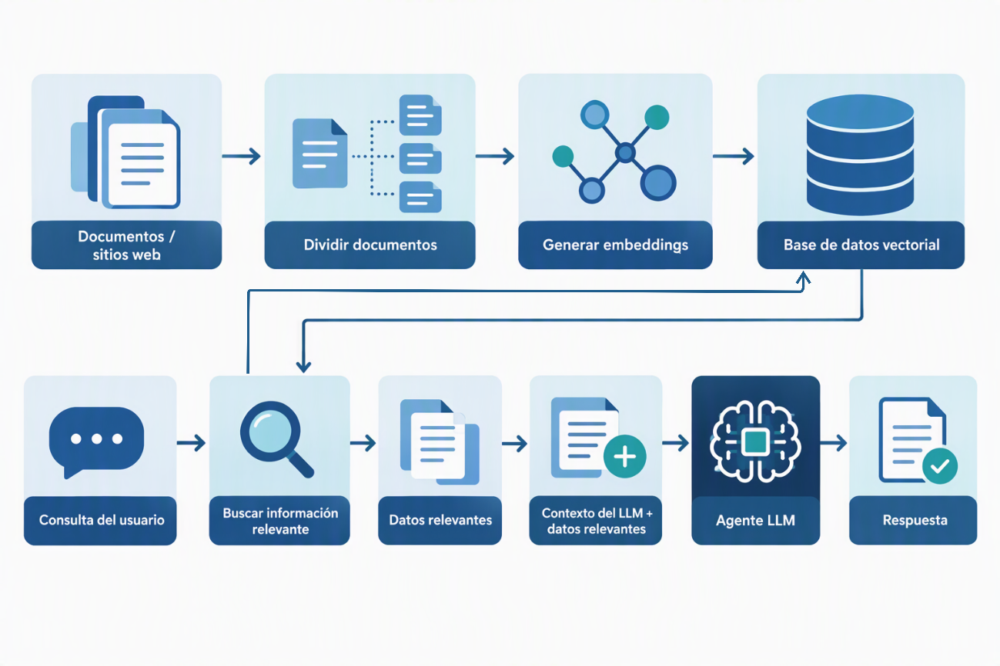 Documentos /
sitios web
Dividir documentos
Generar embeddings
Base de datos vectorial
Consulta del usuario
Buscar información
relevante
Datos relevantes
Contexto del LLM +
datos relevantes
Agente LLM
Respuesta